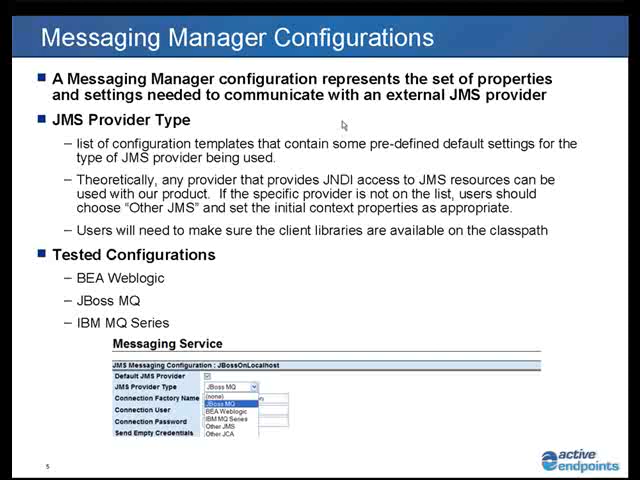 Messaging Manager Configurations
A Messaging Manager configuration represents the set of properties
and settings needed to communicate with an external JMS provider
JMS Provider Type
– list of configuration templates that contain some pre-defined default settings for the
type of JMS provider being used.
– Theoretically, any provider that provides JNDI access to JMS resources can be
used with our product. If the specific provider is not on the list, users should
choose “Other JMS” and set the initial context properties as appropriate.
– Users will need to make sure the client libraries are available on the classpath
Tested Configurations
– BEA Weblogic
– JBoss MQ
– IBM MQ Series
Messaging Service
JMS Messaging Configuration : JBossOnLocalhost
Default JMS Provider
JMS Provider Type JBoss MQ
(none)
Connection Factory Name JBoss MQ
Connection User BEA Weblogic
IBM MQ Series
Connection Password Other JMS
Send Empty Credentials Other JCA
5
active
endpoints